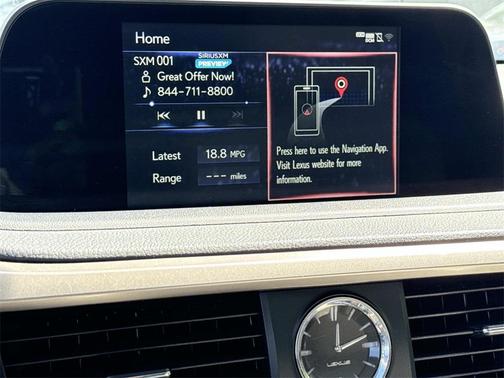 Home
DCM
SXM 001
SIRIUSXM
PREVIEW
Great Offer Now!
844-711-8800
Latest 18.8 MPG
Range --- miles
Press here to use the Navigation App.
Visit Lexus website for more
information.
LEXUS